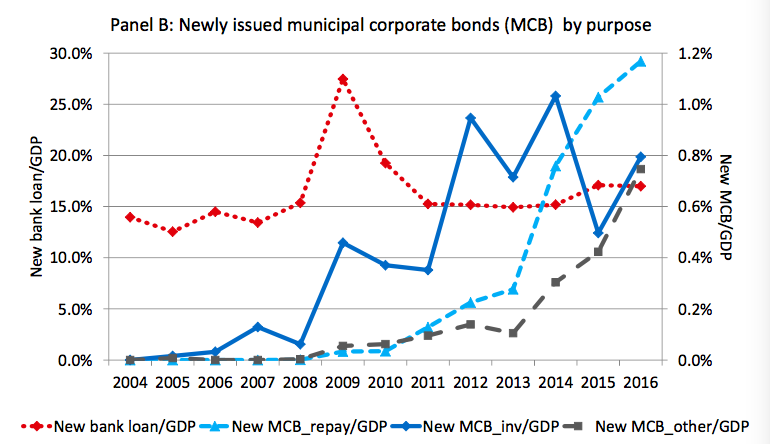 Panel B: Newly issued municipal corporate bonds (MCB) by purpose
30.0%
25.0%
20.0%
15.0%
10.0%
5.0%
0.0%
New bank loan/GDP
1.2%
1.0%
0.8%
0.6%
0.4%
0.2%
0.0%
New MCB/GDP
2004 2005 2006 2007 2008 2009 2010 2011 2012 2013 2014 2015 2016
New bank loan/GDP New MCB_repay/GDP New MCB_inv/GDP New MCB_other/GDP